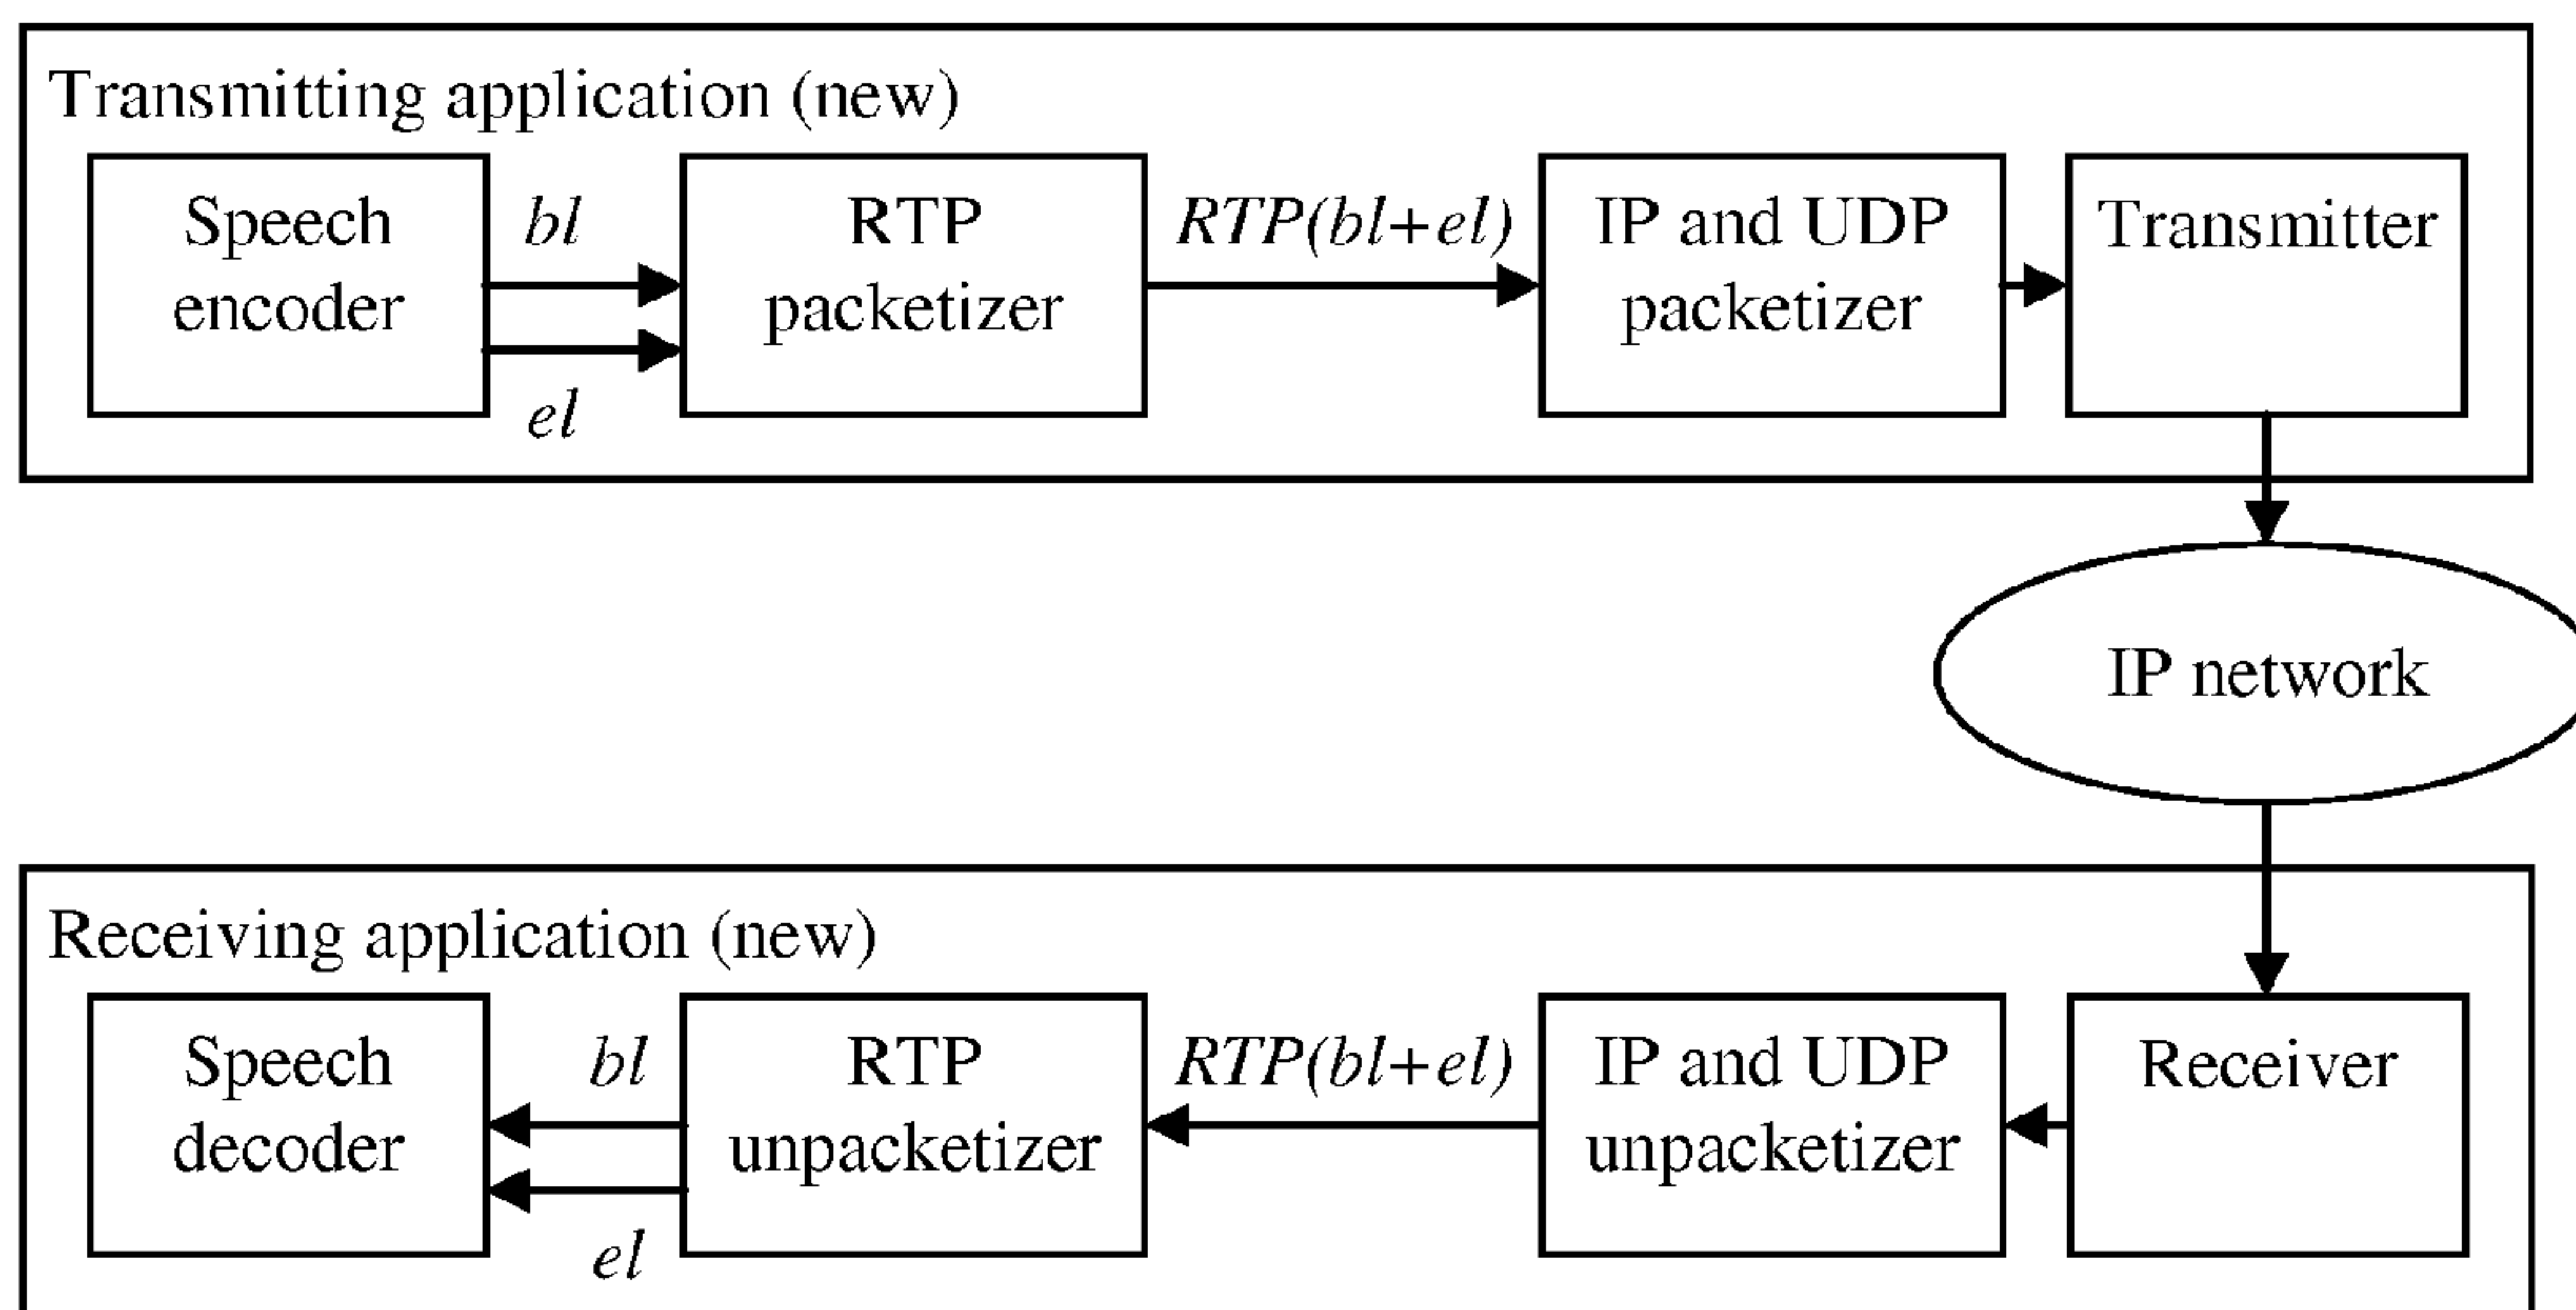 Transmitting application (new)
Speech
encoder
bl
el
RTP
packetizer
RTP(bl+el)
IP and UDP
packetizer
Transmitter
IP network
Receiving application (new)
Speech
decoder
bl
el
RTP
unpacketizer
RTP(bl+el)
IP and UDP
unpacketizer
Receiver